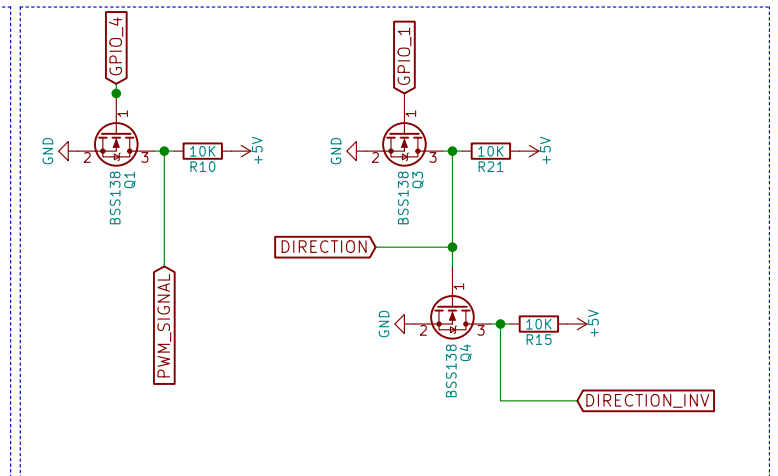 GPIO_4
1
GND
2
3
10K
R10
+5V
BSS138
Q1
PWM_SIGNAL
GPIO_1
1
GND
2
3
10K
R21
+5V
BSS138
Q3
DIRECTION
1
GND
2
3
10K
R15
+5V
BSS138
Q4
DIRECTION_INV